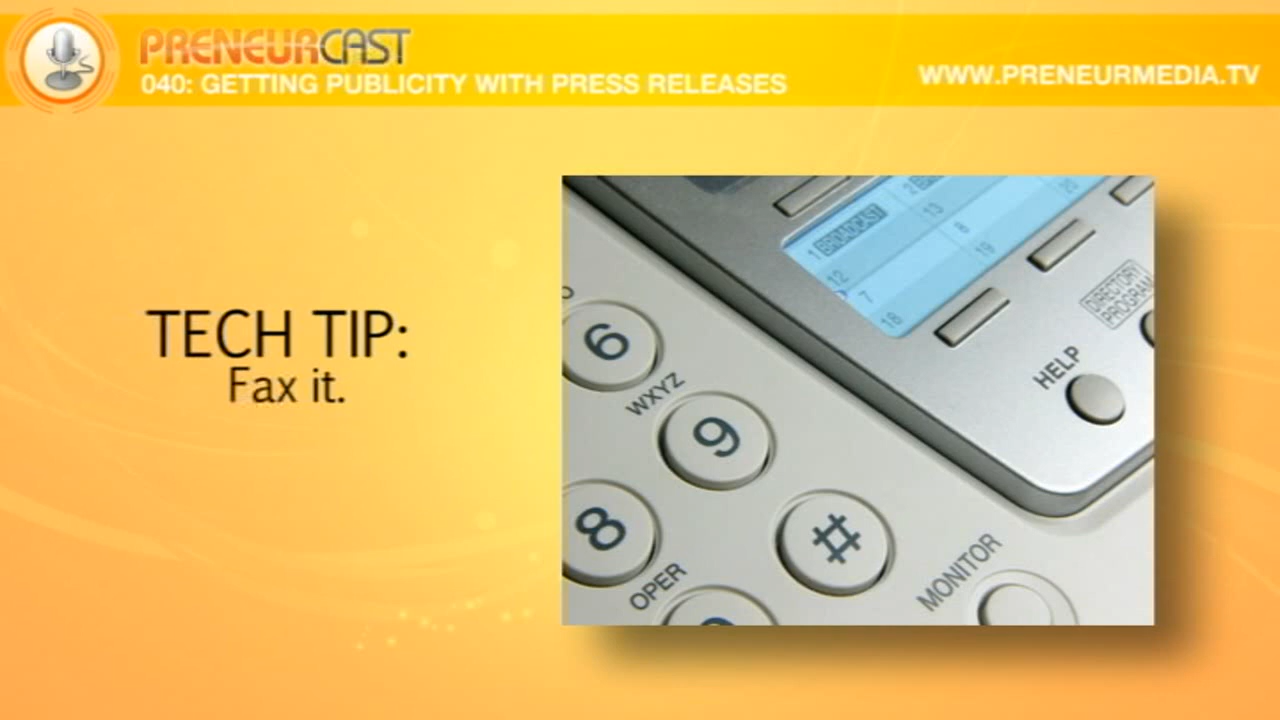 PRENEURCAST
040: GETTING PUBLICITY WITH PRESS RELEASES
WWW.PRENEURMEDIA.TV
TECH TIP:
Fax it.
1 BROADCAST
13
19
12
7
18
DIRECTORY
PROGRAM
HELP
6
WXYZ
9
8
#
OPER
MONITOR